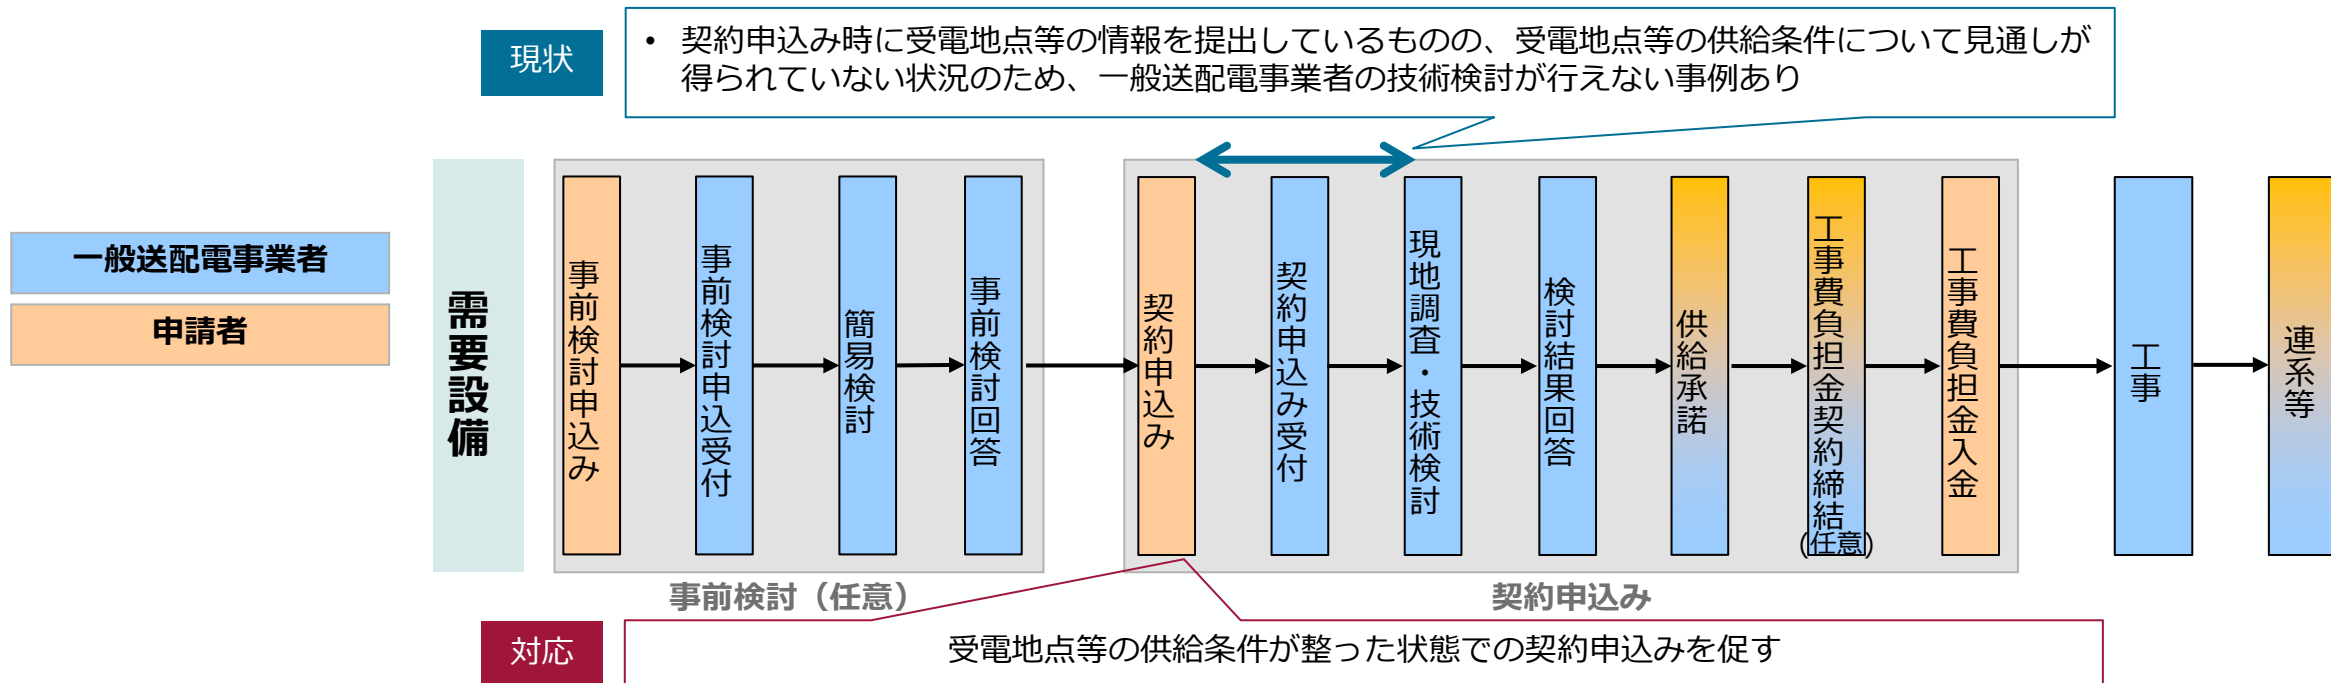 現状
• 契約申込み時に受電地点等の情報を提出しているものの、受電地点等の供給条件について見通しが
得られていない状況のため、一般送配電事業者の技術検討が行えない事例あり
一般送配電事業者
申請者
需要設備
事前検討申込み
事前検討申込受付
簡易検討
事前検討回答
契約申込み
契約申込み受付
現地調査・技術検討
検討結果回答
供給承諾
工事費負担金契約締結
(任意)
工事費負担金入金
工事
連系等
事前検討（任意）
契約申込み
対応
受電地点等の供給条件が整った状態での契約申込みを促す